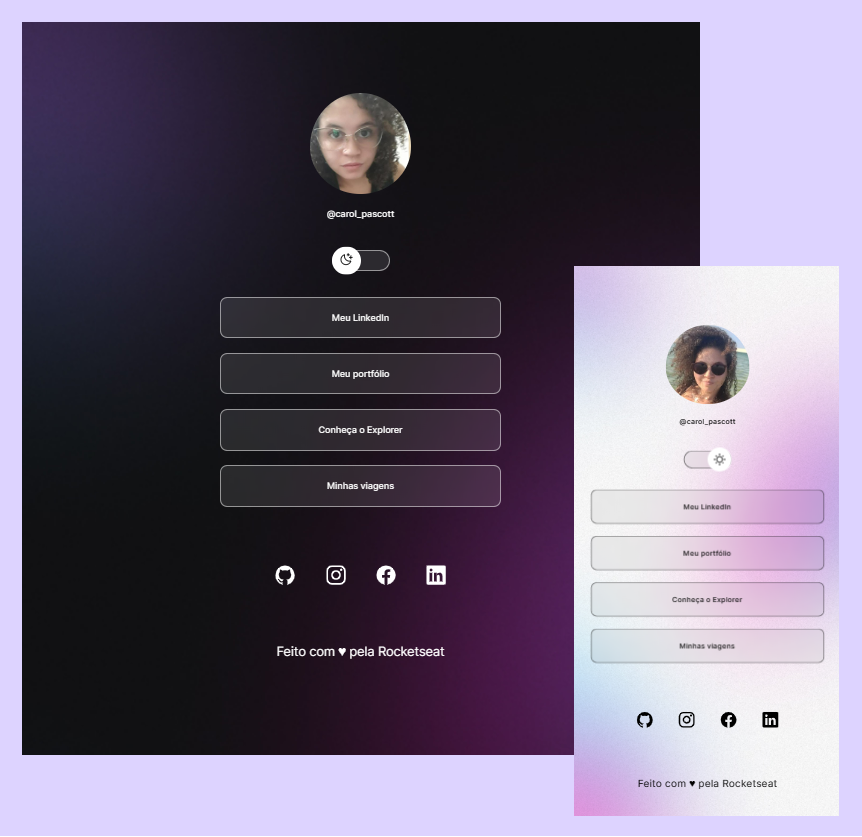 @carol_pascott
Meu LinkedIn
Meu portfólio
Conheça o Explorer
Minhas viagens
Feito com ♥ pela Rocketseat
@carol_pascott
Meu LinkedIn
Meu portfólio
Conheça o Explorer
Minhas viagens
Feito com ♥ pela Rocketseat